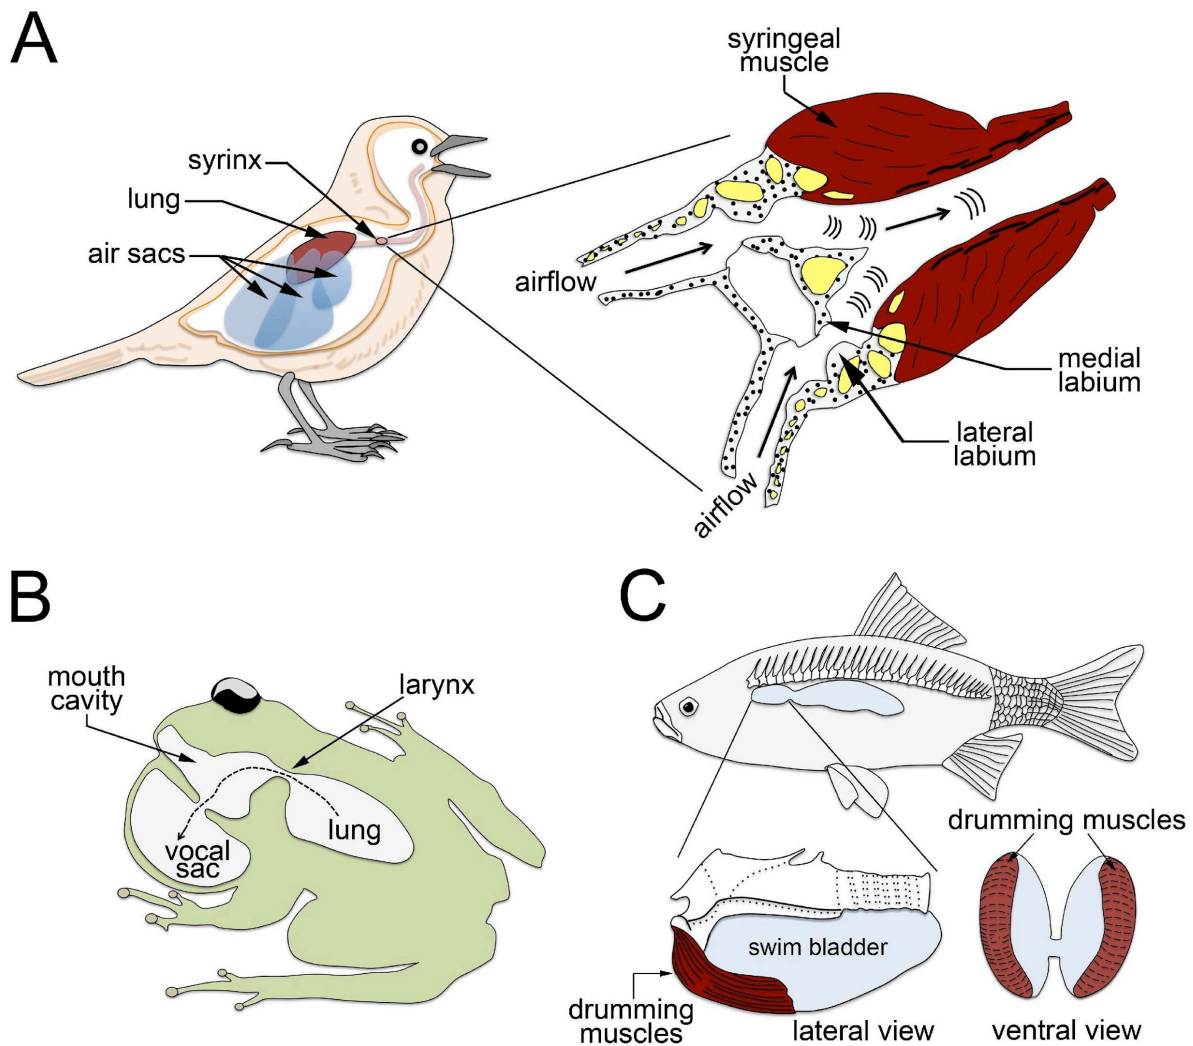 A
syringeal
muscle
syrinx
lung
air sacs
airflow
medial
labium
lateral
labium
airflow
B
mouth
cavity
larynx
lung
vocal
sac
C
drumming muscles
swim bladder
drumming
muscles
lateral view
ventral view